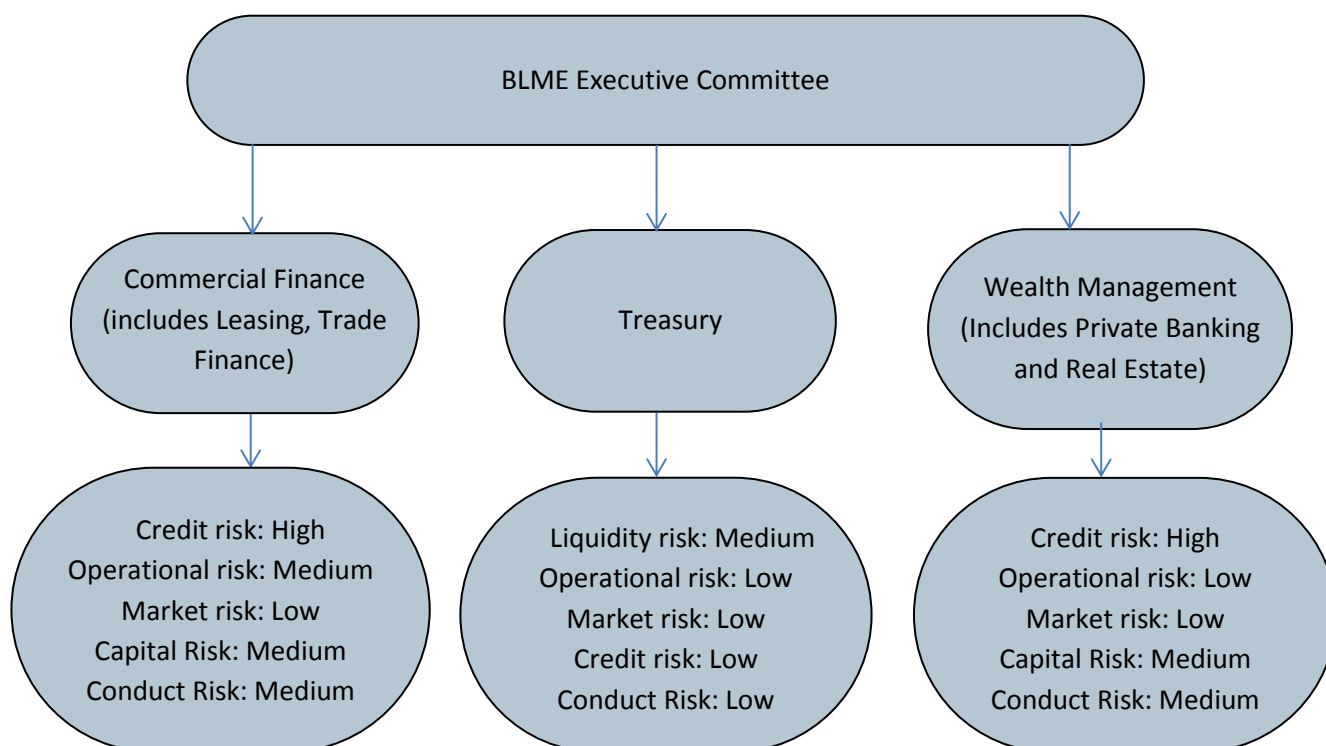 BLME Executive Committee
Commercial Finance
(includes Leasing, Trade
Finance)
Treasury
Wealth Management
(Includes Private Banking
and Real Estate)
Credit risk: High
Operational risk: Medium
Market risk: Low
Capital Risk: Medium
Conduct Risk: Medium
Liquidity risk: Medium
Operational risk: Low
Market risk: Low
Credit risk: Low
Conduct Risk: Low
Credit risk: High
Operational risk: Low
Market risk: Low
Capital Risk: Medium
Conduct Risk: Medium